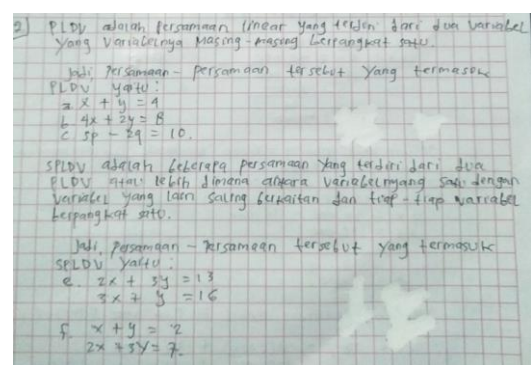 2) PLDV adalah persamaan linear yang terdiri dari dua variabel
yang variabelnya masing-masing berpangkat satu.
Jadi, Persamaan-persamaan tersebut yang termasuk
PLDV yaitu :
a. x + y = 4
b. 4x + 2y = 8
c. 5p - 2q = 10.
SPLDV adalah beberapa persamaan yang terdiri dari dua
PLDV atau lebih dimana antara variabelnyang satu dengan
variabel yang lain saling berkaitan dan tiap-tiap variabel
berpangkat satu.
Jadi, persamaan-persamaan tersebut yang termasuk
SPLDV yaitu :
e. 2x + 3y = 13
3x + y = 16
f. x + y = 2
2x + 3y = 7.